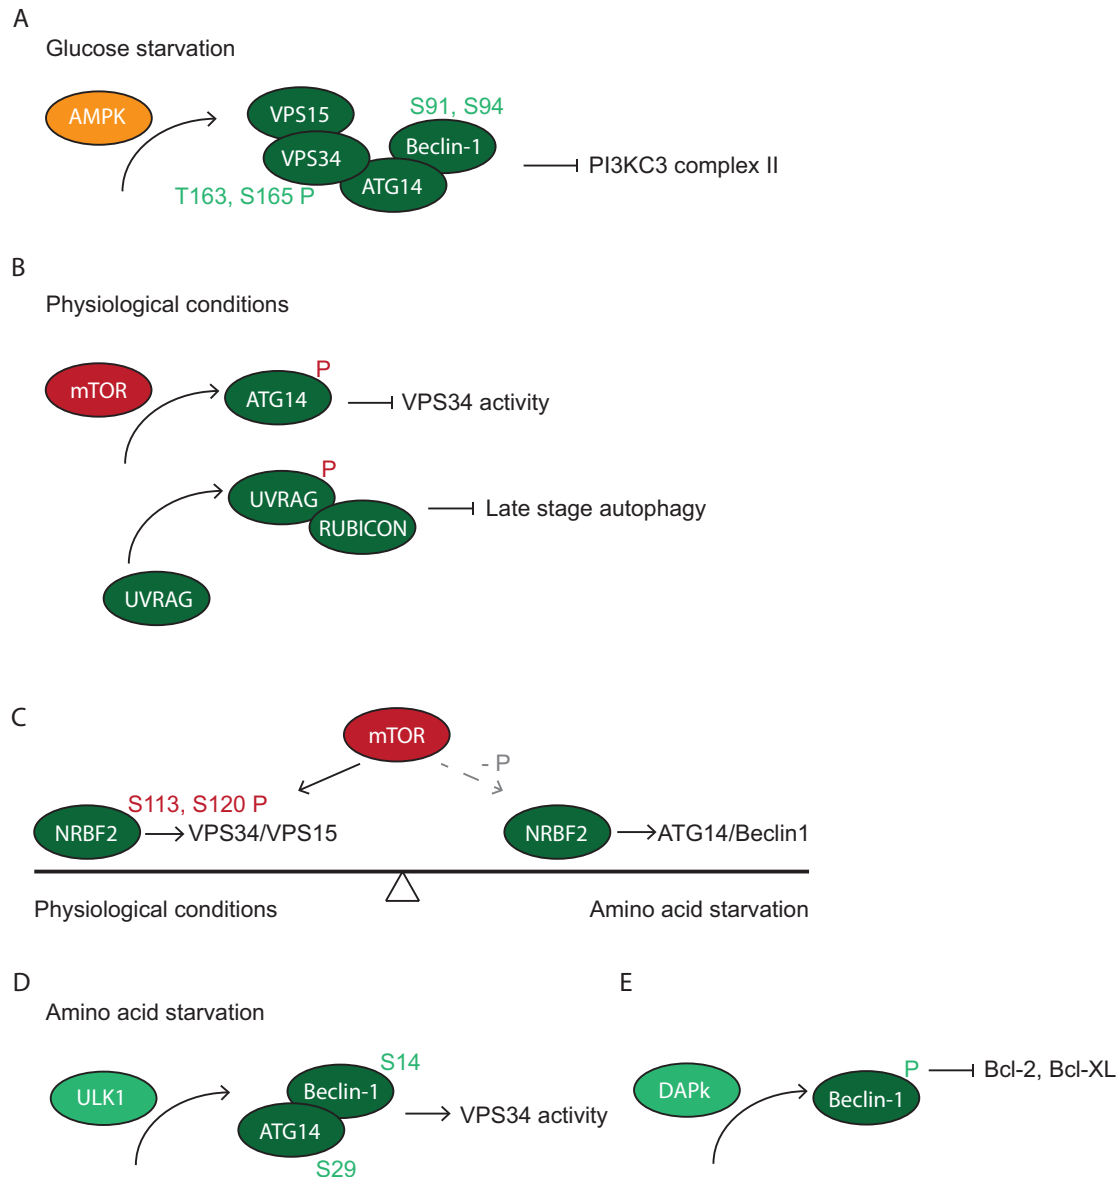 A
Glucose starvation
AMPK
VPS15
S91, S94
Beclin-1
VPS34
PI3KC3 complex II
ATG14
T163, S165 P
B
Physiological conditions
P
mTOR
ATG14
VPS34 activity
P
UVRAG
Late stage autophagy
RUBICON
UVRAG
C
mTOR
- P
S113, S120 P
NRBF2
VPS34/VPS15
NRBF2
ATG14/Beclin1
Physiological conditions
Amino acid starvation
D
Amino acid starvation
S14
ULK1
Beclin-1
ATG14
VPS34 activity
S29
E
P
Bcl-2, Bcl-XL
DAPk
Beclin-1